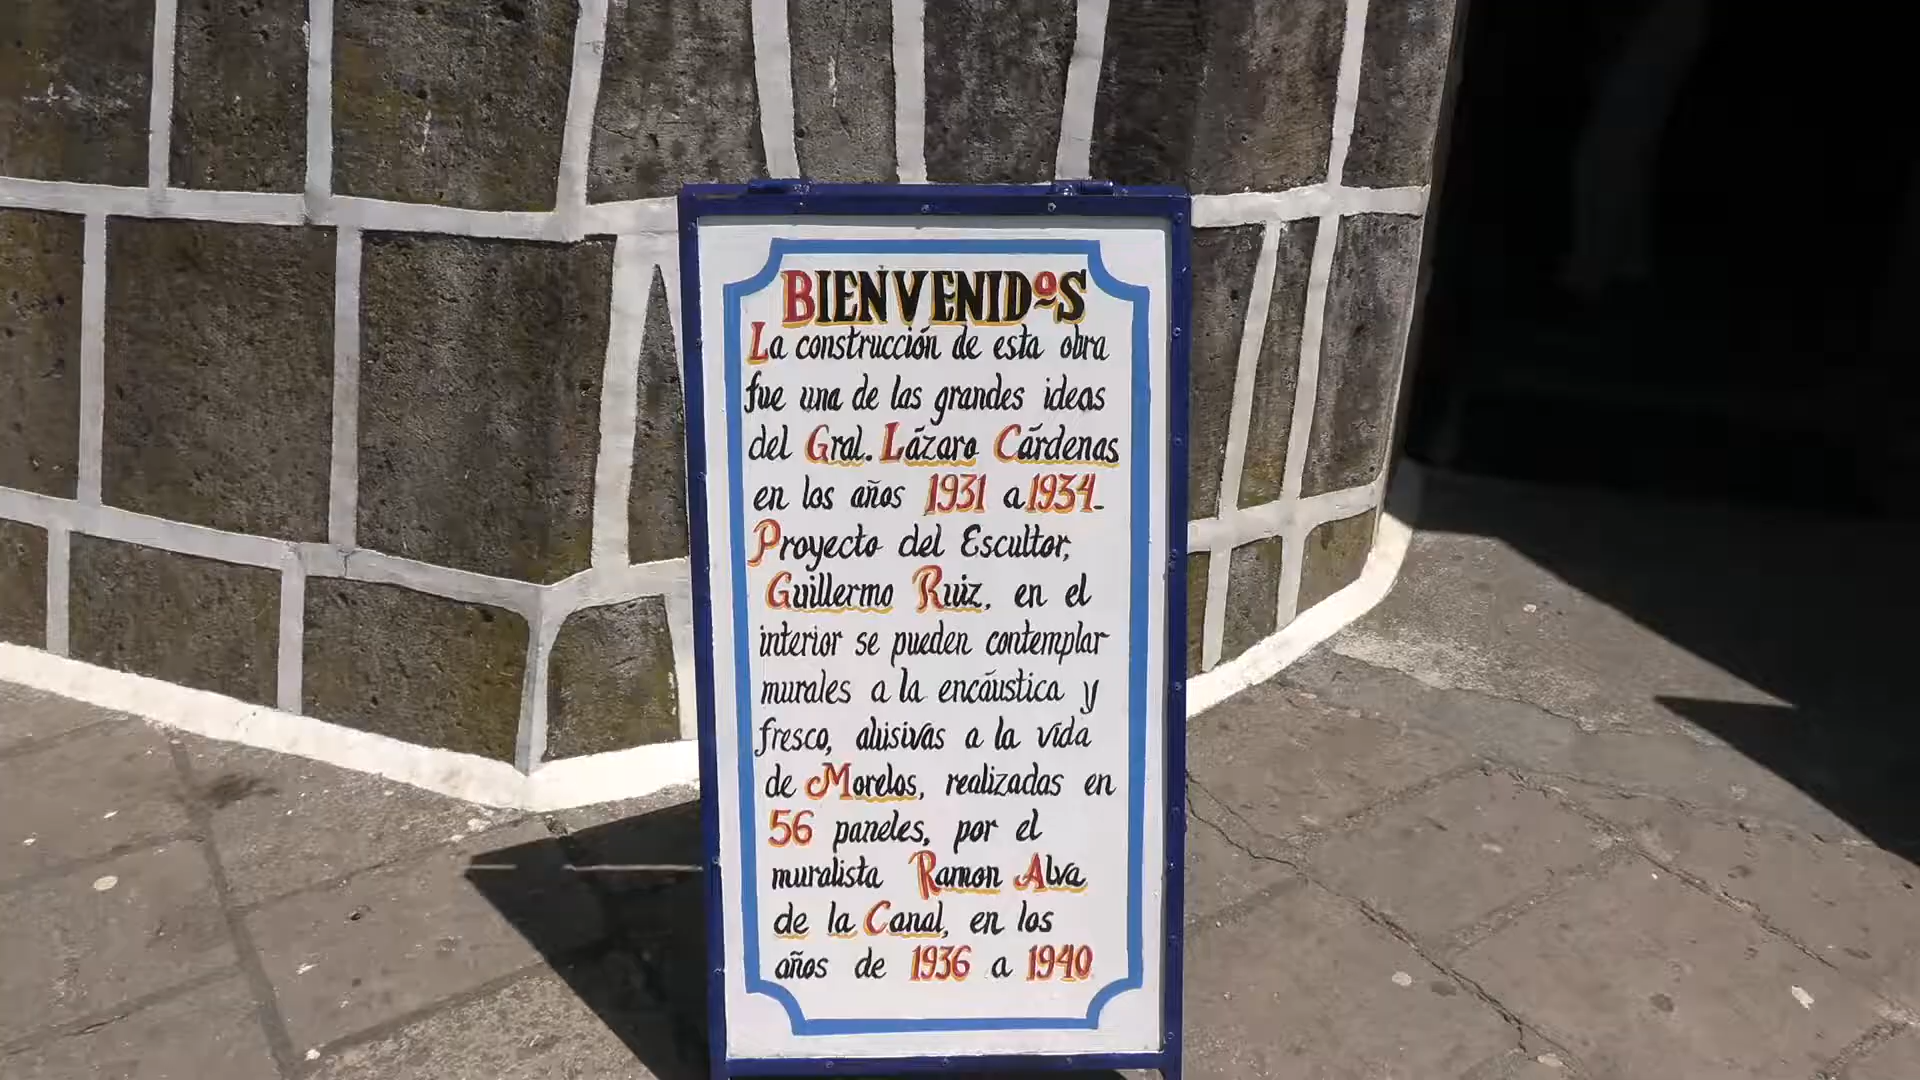 BIENVENIDOS
La construcción de esta obra
fue una de las grandes ideas
del Gral. Lázaro Cárdenas
en los años 1931 a 1934-
Proyecto del Escultor,
Guillermo Ruiz, en el
interior se pueden contemplar
murales a la encáustica y
fresco, alusivas a la vida
de Morelos, realizadas en
56 paneles, por el
muralista Ramon Alva
de la Canal, en los
años de 1936 a 1940